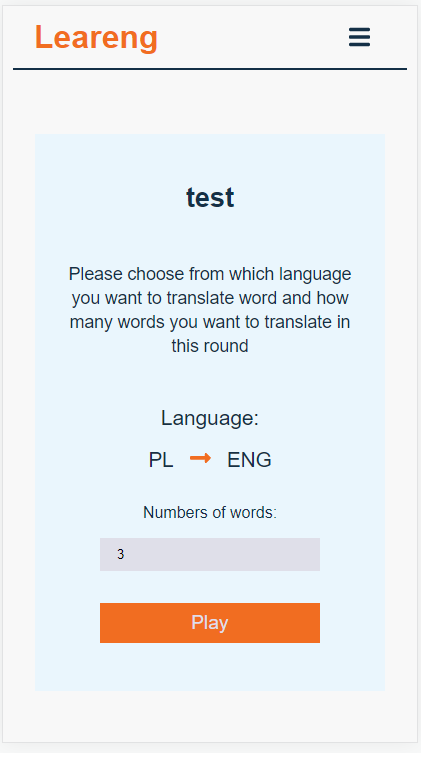 Leareng
test
Please choose from which language
you want to translate word and how
many words you want to translate in
this round
Language:
PL ENG
Numbers of words:
3
Play